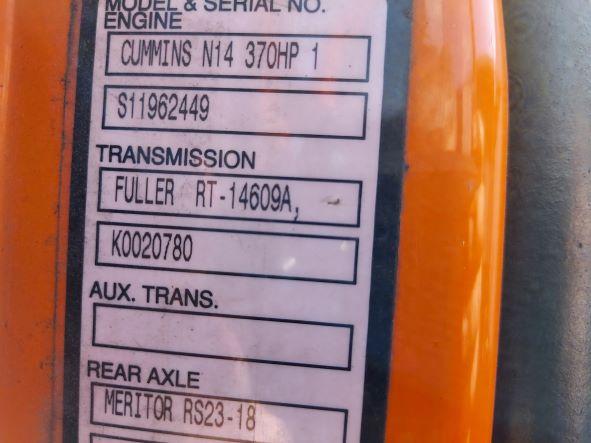 MODEL & SERIAL NO.
ENGINE
CUMMINS N14 370HP 1
S11962449
TRANSMISSION
FULLER RT-14609A,
K0020780
AUX. TRANS.
REAR AXLE
MERITOR RS23-18